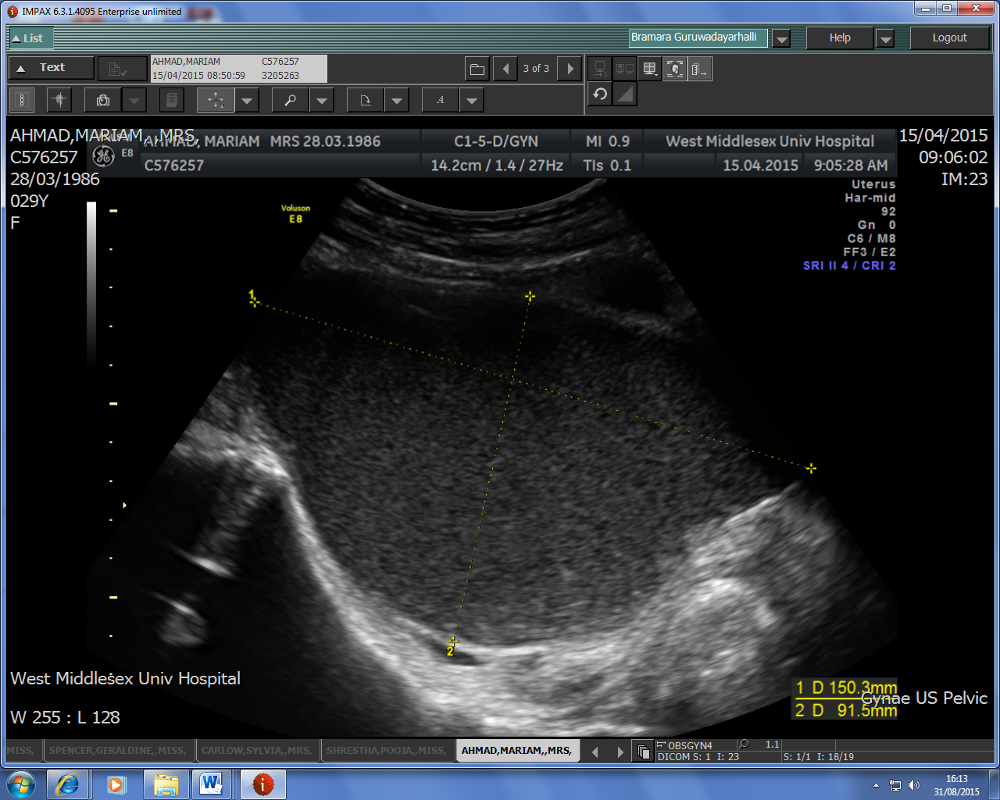 IMPAX 6.3.1.4095 Enterprise unlimited
List
Bramara Guruwadayarhalli
Help
Logout
Text
AHMAD,MARIAM C576257
15/04/2015 08:50:59 3205263
3 of 3
A
AHMAD,MARIAM, ,,MRS,
C576257
28/03/1986
029Y
F
E8
AHMAD, MARIAM MRS 28.03.1986 C1-5-D/GYN MI 0.9 West Middlesex Univ Hospital
C576257 14.2cm / 1.4 / 27Hz TIs 0.1 15.04.2015 9:05:28 AM
15/04/2015
09:06:02
IM:23
Uterus
Har-mid
92
Gn 0
C6 / M8
FF3 / E2
SRI II 4 / CRI 2
Voluson
E8
1
2
1 D 150.3mm
2 D 91.5mm
Gynae US Pelvic
West Middlesex Univ Hospital
W 255 : L 128
MISS,
SPENCER,GERALDINE,,MISS,
CARLOW,SYLVIA,,MRS,
SHRESTHA,POOJA,,MISS,
AHMAD,MARIAM,,MRS,
OBSGYN4 1.1
DICOM S: 1 I: 23 S: 1/1 I: 18/19
16:13
31/08/2015